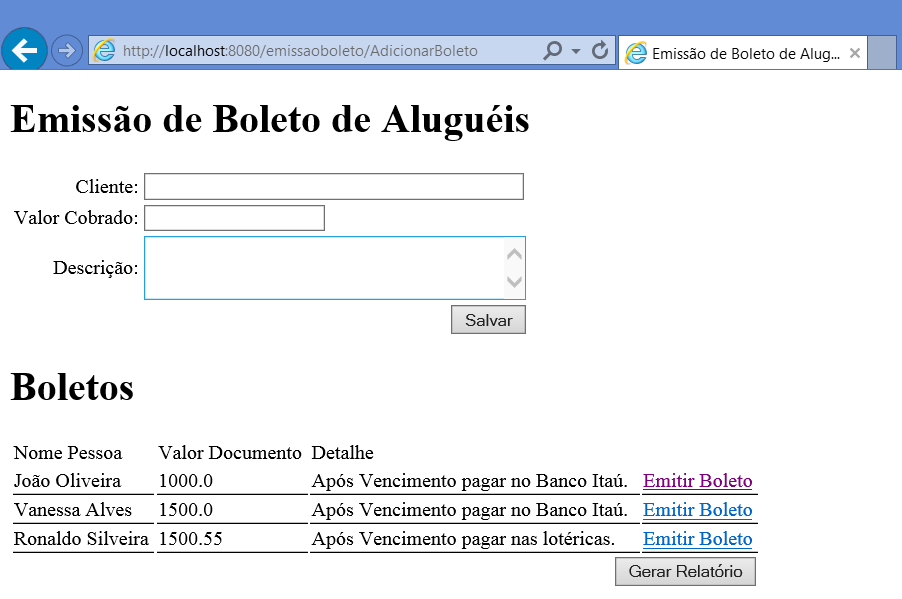 http://localhost:8080/emissaoboleto/AdicionarBoleto
Emissão de Boleto de Alug...
Emissão de Boleto de Aluguéis
Cliente:
Valor Cobrado:
Descrição:
Salvar
Boletos
Nome Pessoa Valor Documento Detalhe
João Oliveira 1000.0 Após Vencimento pagar no Banco Itaú. Emitir Boleto
Vanessa Alves 1500.0 Após Vencimento pagar no Banco Itaú. Emitir Boleto
Ronaldo Silveira 1500.55 Após Vencimento pagar nas lotéricas. Emitir Boleto
Gerar Relatório